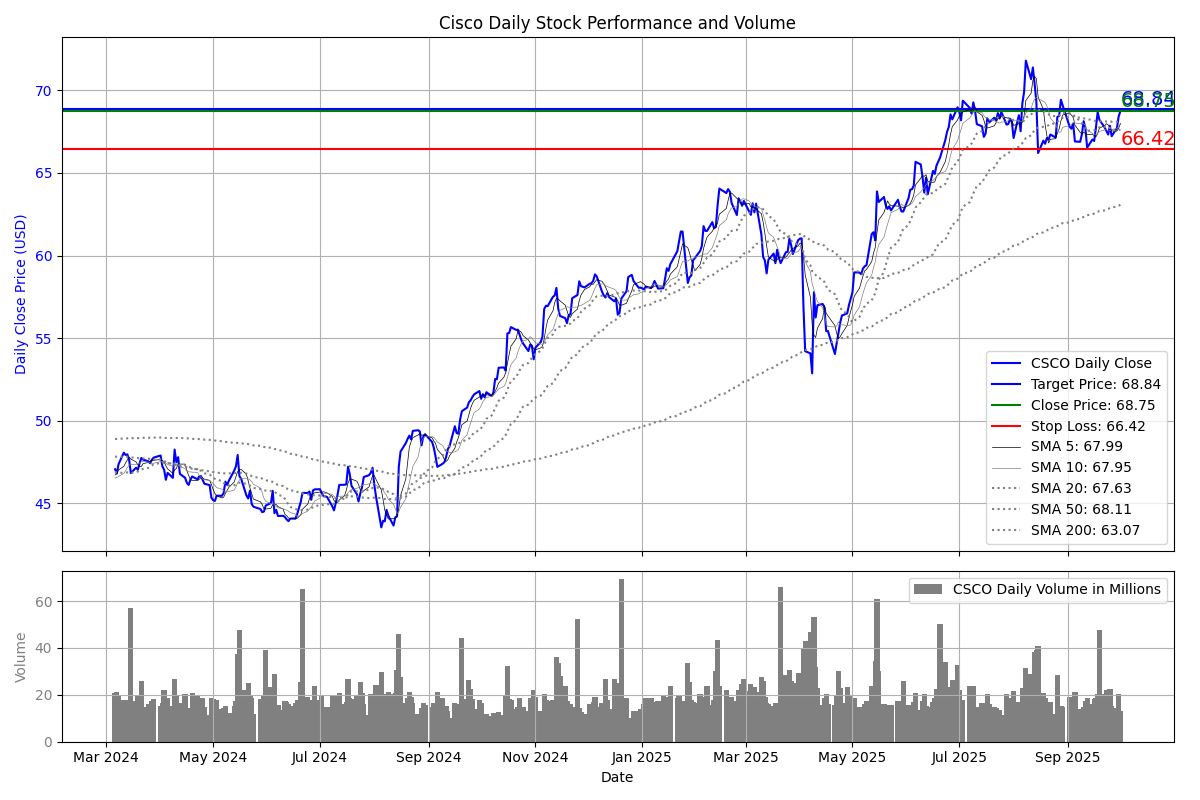 Cisco Daily Stock Performance and Volume
Daily Close Price (USD)
70
65
60
55
50
45
68.84
68.75
66.42
CSCO Daily Close
Target Price: 68.84
Close Price: 68.75
Stop Loss: 66.42
SMA 5: 67.99
SMA 10: 67.95
SMA 20: 67.63
SMA 50: 68.11
SMA 200: 63.07
Volume
60
40
20
0
CSCO Daily Volume in Millions
Mar 2024
May 2024
Jul 2024
Sep 2024
Nov 2024
Jan 2025
Mar 2025
May 2025
Jul 2025
Sep 2025
Date